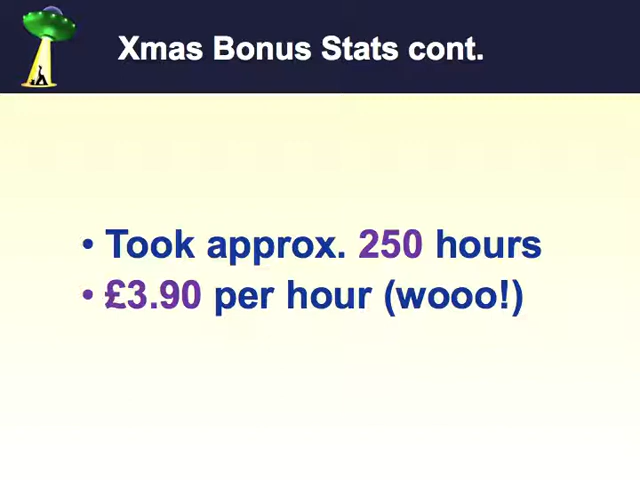 Xmas Bonus Stats cont.
• Took approx. 250 hours
• £3.90 per hour (wooo!)